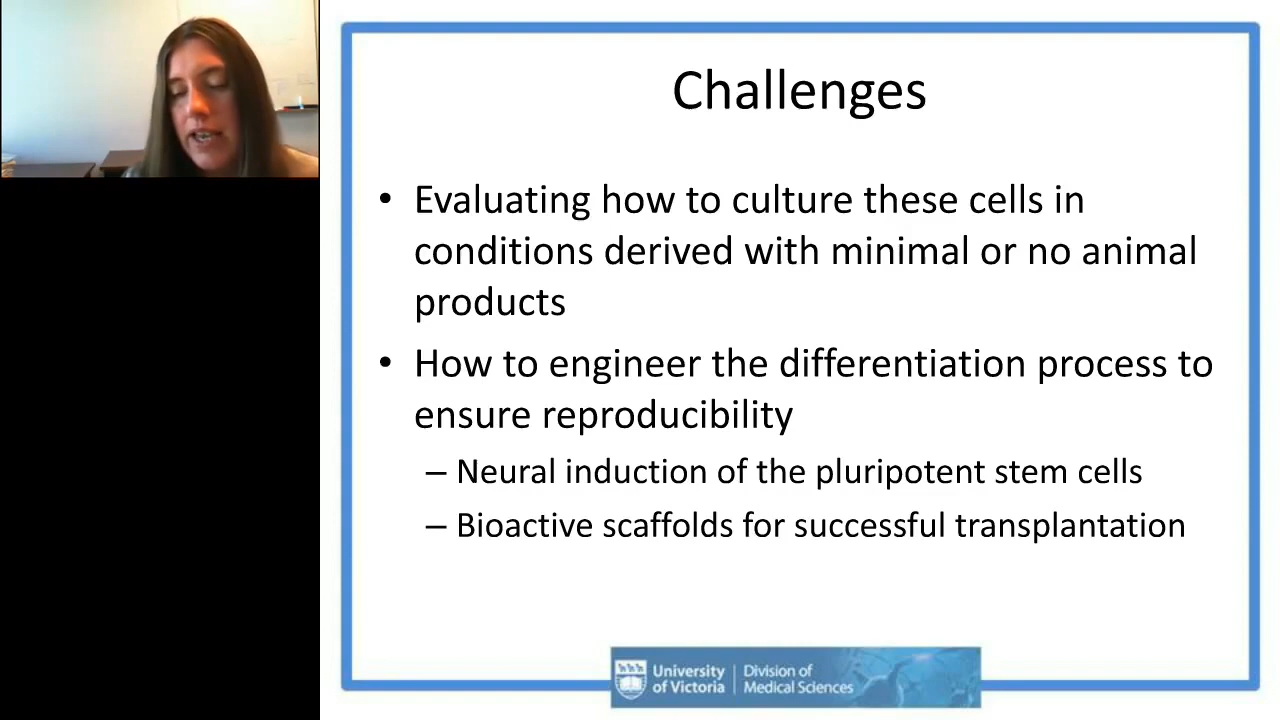 Challenges
• Evaluating how to culture these cells in
conditions derived with minimal or no animal
products
• How to engineer the differentiation process to
ensure reproducibility
– Neural induction of the pluripotent stem cells
– Bioactive scaffolds for successful transplantation
University
of Victoria
Division of
Medical Sciences